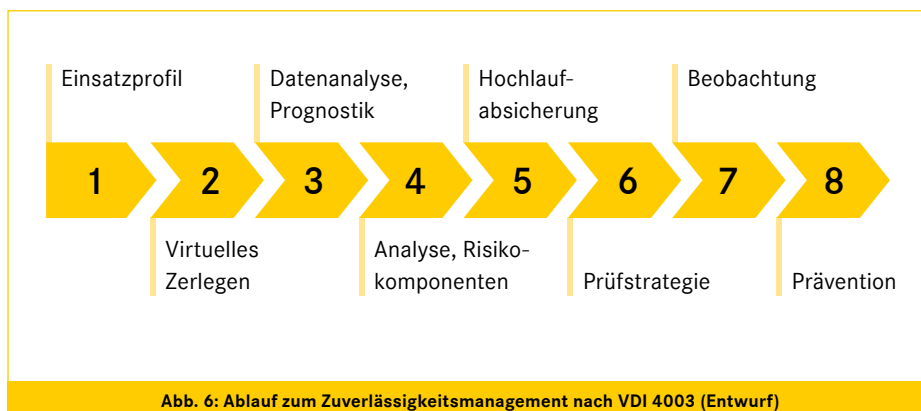 Einsatzprofil
Datenanalyse,
Prognostik
Hochlauf-
absicherung
Beobachtung
1
2
3
4
5
6
7
8
Virtuelles
Zerlegen
Analyse, Risiko-
komponenten
Prüfstrategie
Prävention
Abb. 6: Ablauf zum Zuverlässigkeitsmanagement nach VDI 4003 (Entwurf)